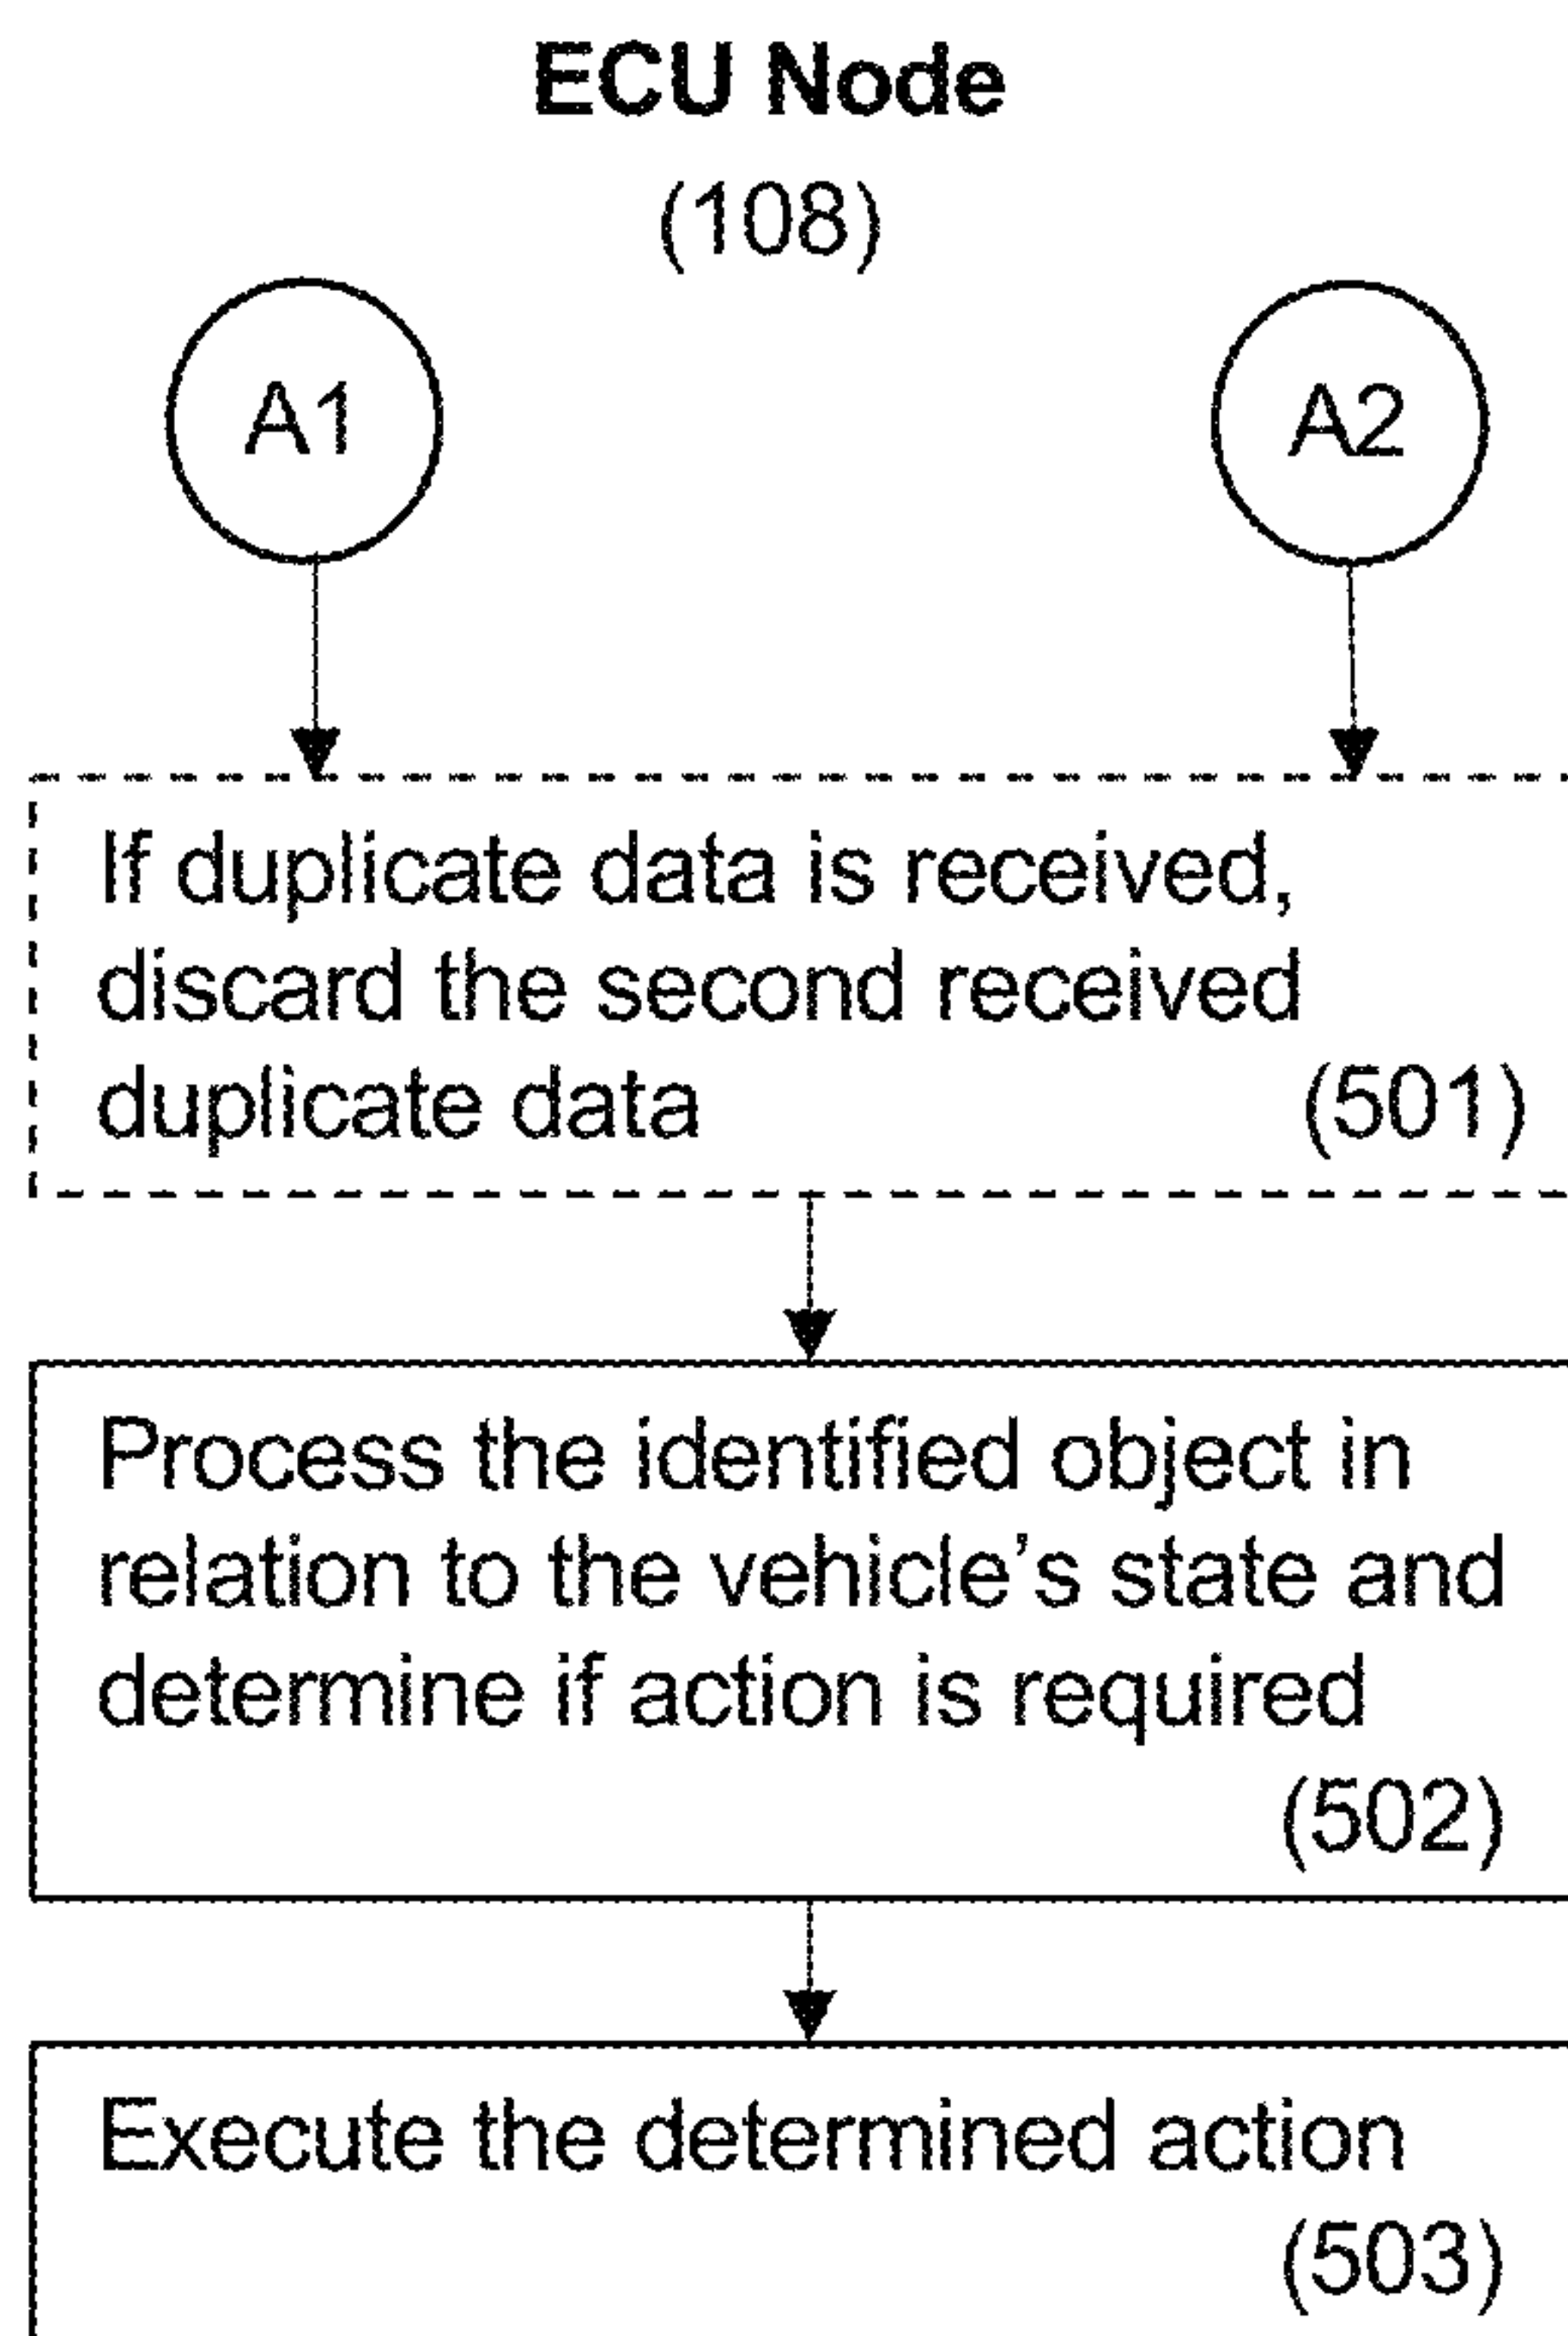 ECU Node
(108)
A1 A2
If duplicate data is received,
discard the second received
duplicate data (501)
Process the identified object in
relation to the vehicle's state and
determine if action is required
(502)
Execute the determined action
(503)